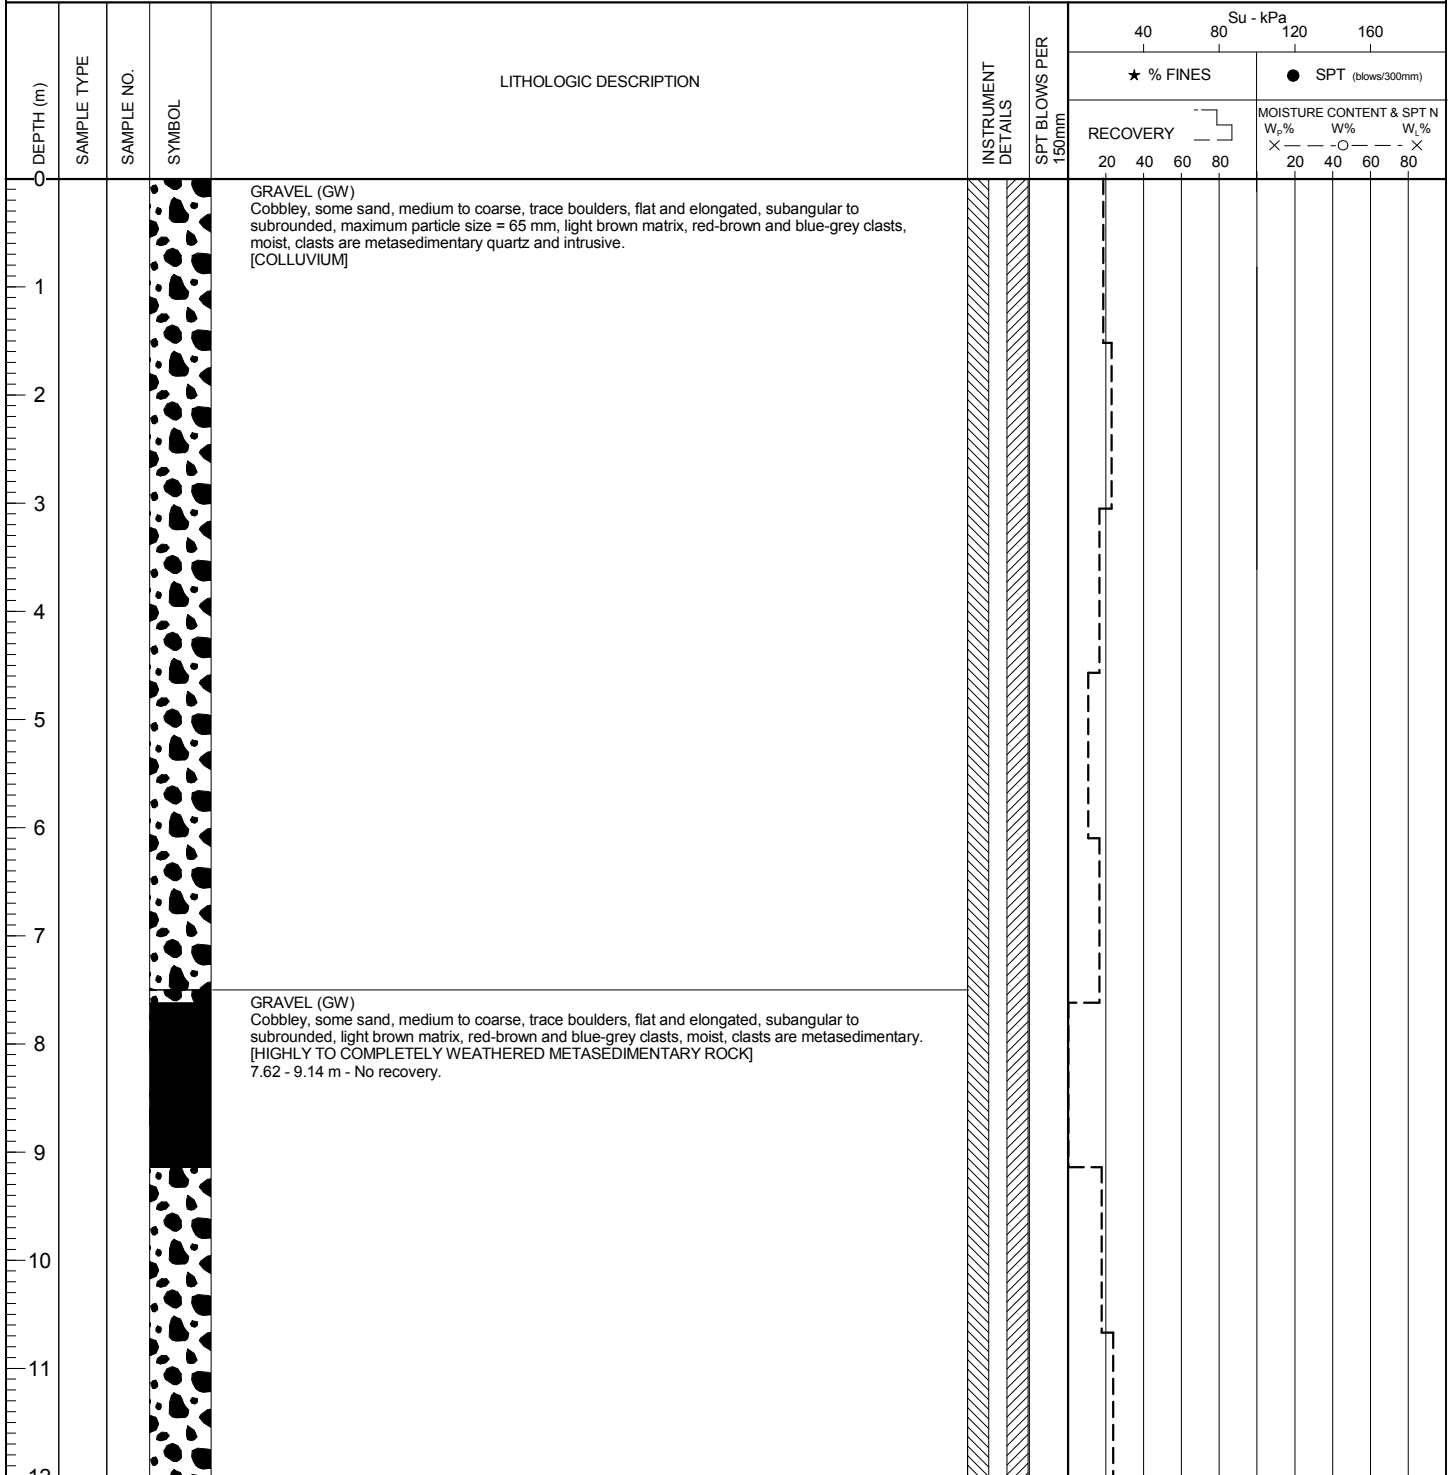 DEPTH (m)
SAMPLE TYPE
SAMPLE NO.
SYMBOL
LITHOLOGIC DESCRIPTION
INSTRUMENT
DETAILS
SPT BLOWS PER
150mm
Su - kPa
40 80 120 160
★ % FINES
● SPT (blows/300mm)
RECOVERY
MOISTURE CONTENT & SPT N
WP% W% WL%
20 40 60 80 20 40 60 80
0
GRAVEL (GW)
Cobbley, some sand, medium to coarse, trace boulders, flat and elongated, subangular to
subrounded, maximum particle size = 65 mm, light brown matrix, red-brown and blue-grey clasts,
moist, clasts are metasedimentary quartz and intrusive.
[COLLUVIUM]
1
2
3
4
5
6
7
GRAVEL (GW)
Cobbley, some sand, medium to coarse, trace boulders, flat and elongated, subangular to
subrounded, light brown matrix, red-brown and blue-grey clasts, moist, clasts are metasedimentary.
[HIGHLY TO COMPLETELY WEATHERED METASEDIMENTARY ROCK]
7.62 - 9.14 m - No recovery.
8
9
10
11
12